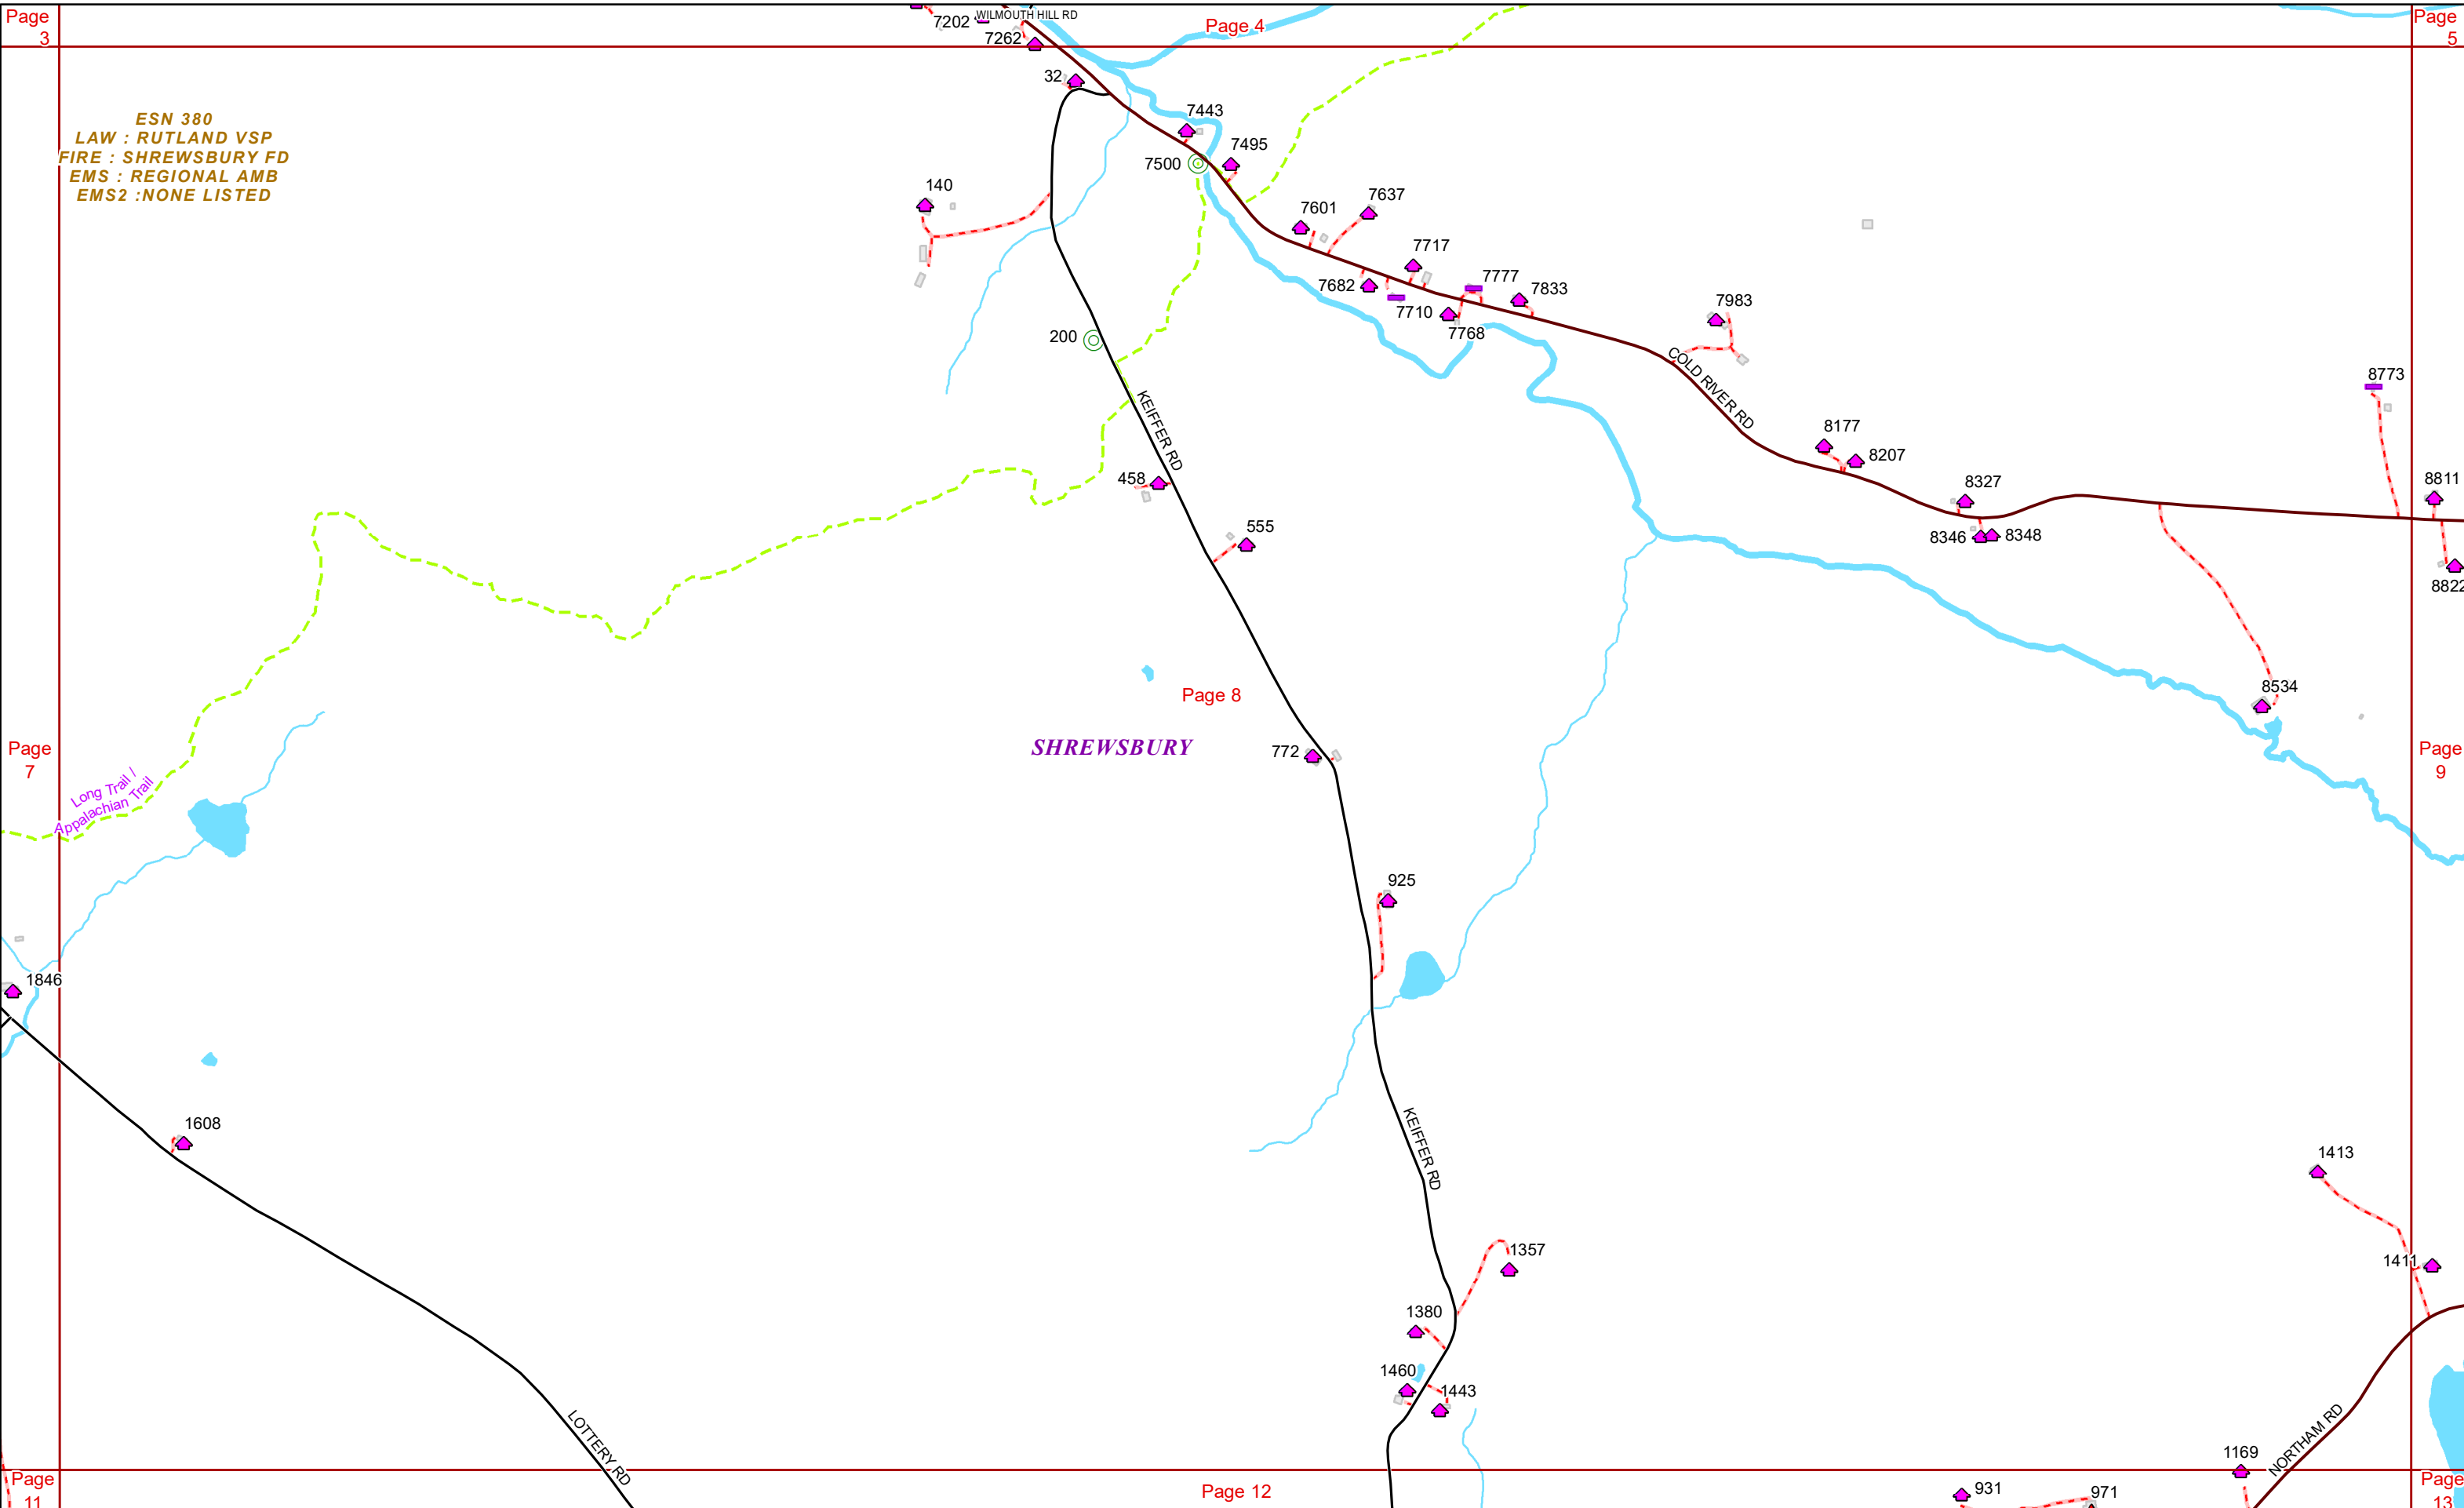 Page
3
7202
WILMOUTH HILL RD
Page 4
Page
5
7262
32
ESN 380
LAW : RUTLAND VSP
FIRE : SHREWSBURY FD
EMS : REGIONAL AMB
EMS2 :NONE LISTED
7443
7495
7500
140
7601
7637
7717
7682
7777
7710
7833
7768
7983
200
COLD RIVER RD
8773
KEIFFER RD
8177
8207
458
8327
8811
555
8346
8348
8822
Page 8
8534
SHREWSBURY
Page
7
772
Page
9
Long Trail /
Appalachian Trail
925
1846
1608
KEIFFER RD
1413
1357
1411
1380
1460
1443
LOTTERY RD
NORTHAM RD
1169
Page
11
Page 12
931
971
Page
13